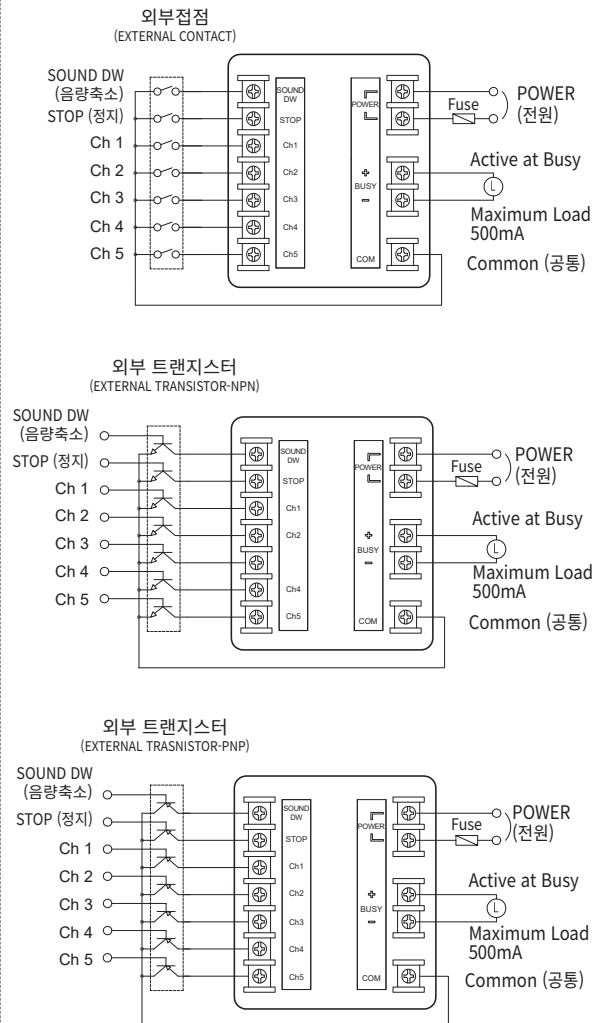 외부접점
(EXTERNAL CONTACT)
SOUND DW
(음량축소)
STOP (정지)
Ch 1
Ch 2
Ch 3
Ch 4
Ch 5
SOUND
DW
STOP
Ch1
Ch2
Ch3
Ch4
Ch5
POWER
+
BUSY
-
COM
Fuse
POWER
(전원)
Active at Busy
L
Maximum Load
500mA
Common (공통)
외부 트랜지스터
(EXTERNAL TRANSISTOR-NPN)
SOUND DW
(음량축소)
STOP (정지)
Ch 1
Ch 2
Ch 3
Ch 4
Ch 5
SOUND
DW
STOP
Ch1
Ch2
Ch4
Ch5
POWER
+
BUSY
-
COM
Fuse
POWER
(전원)
Active at Busy
L
Maximum Load
500mA
Common (공통)
외부 트랜지스터
(EXTERNAL TRASNISTOR-PNP)
SOUND DW
(음량축소)
STOP (정지)
Ch 1
Ch 2
Ch 3
Ch 4
Ch 5
SOUND
DW
STOP
Ch1
Ch2
Ch3
Ch4
Ch5
POWER
+
BUSY
-
COM
Fuse
POWER
(전원)
Active at Busy
L
Maximum Load
500mA
Common (공통)